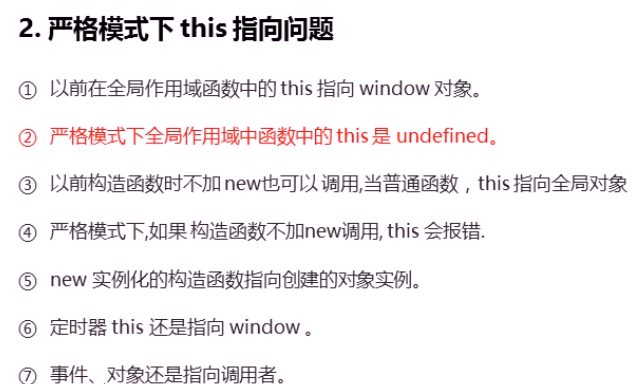 2. 严格模式下 this 指向问题
① 以前在全局作用域函数中的 this 指向 window 对象。
② 严格模式下全局作用域中函数中的 this 是 undefined。
③ 以前构造函数时不加 new也可以 调用,当普通函数，this 指向全局对象
④ 严格模式下,如果 构造函数不加new调用, this 会报错.
⑤ new 实例化的构造函数指向创建的对象实例。
⑥ 定时器 this 还是指向 window 。
⑦ 事件、对象还是指向调用者。